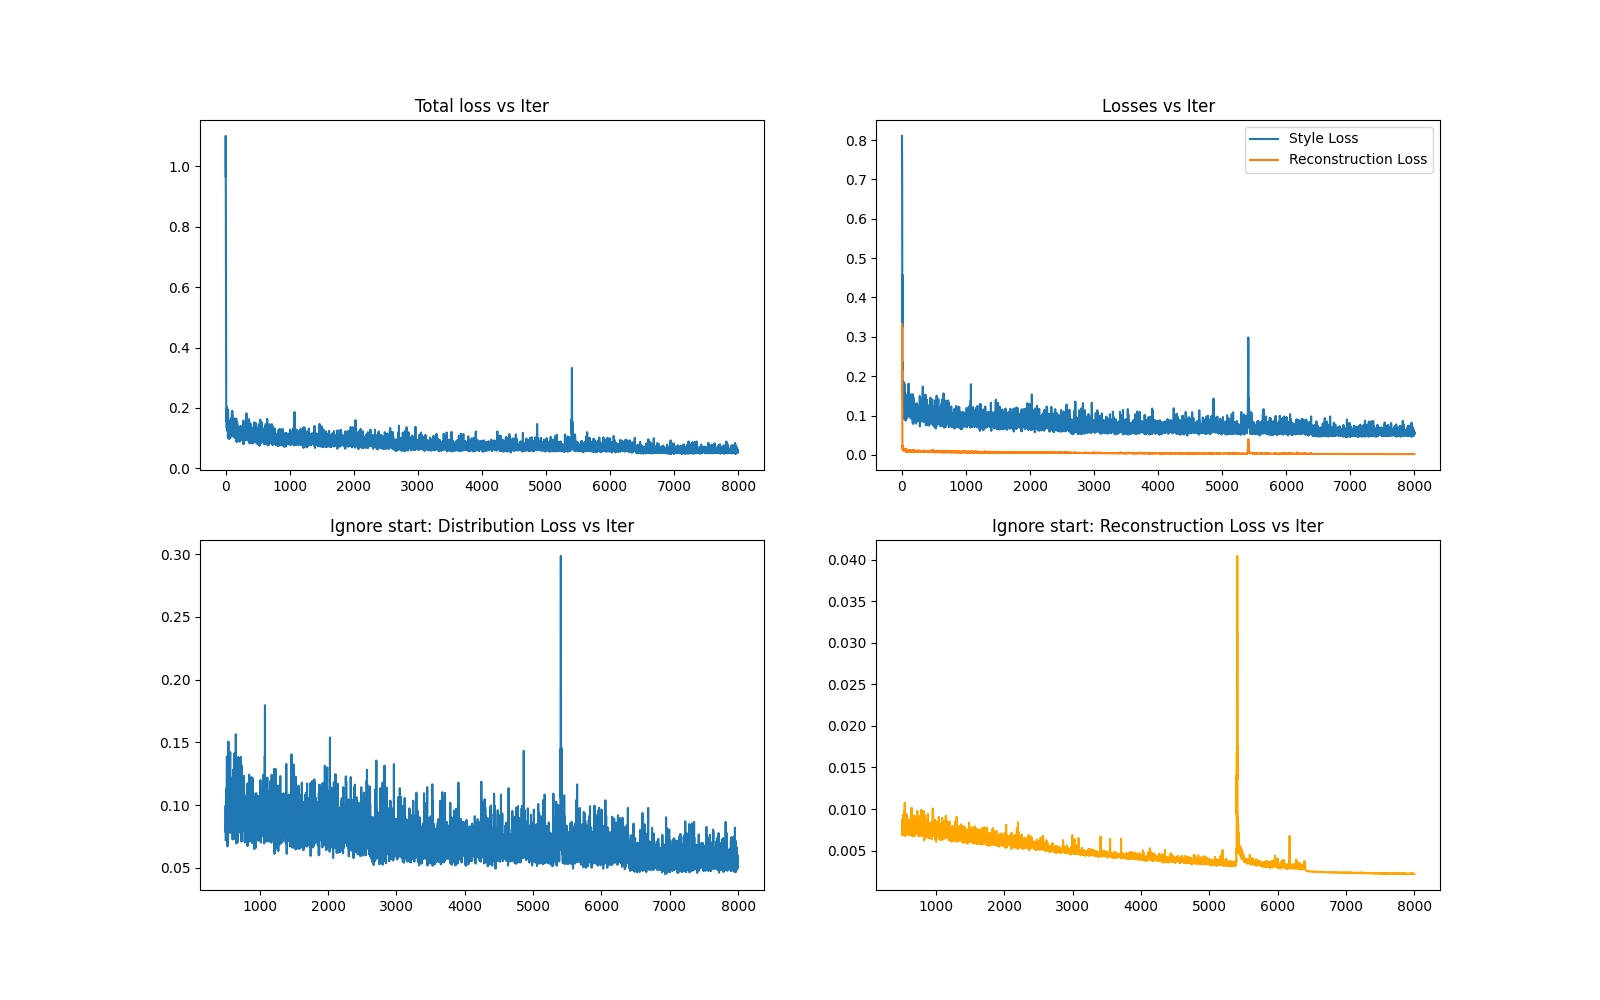 Total loss vs Iter
1.0
0.8
0.6
0.4
0.2
0.0
0 1000 2000 3000 4000 5000 6000 7000 8000
Losses vs Iter
Style Loss
Reconstruction Loss
0.8
0.7
0.6
0.5
0.4
0.3
0.2
0.1
0.0
0 1000 2000 3000 4000 5000 6000 7000 8000
Ignore start: Distribution Loss vs Iter
0.30
0.25
0.20
0.15
0.10
0.05
1000 2000 3000 4000 5000 6000 7000 8000
Ignore start: Reconstruction Loss vs Iter
0.040
0.035
0.030
0.025
0.020
0.015
0.010
0.005
1000 2000 3000 4000 5000 6000 7000 8000